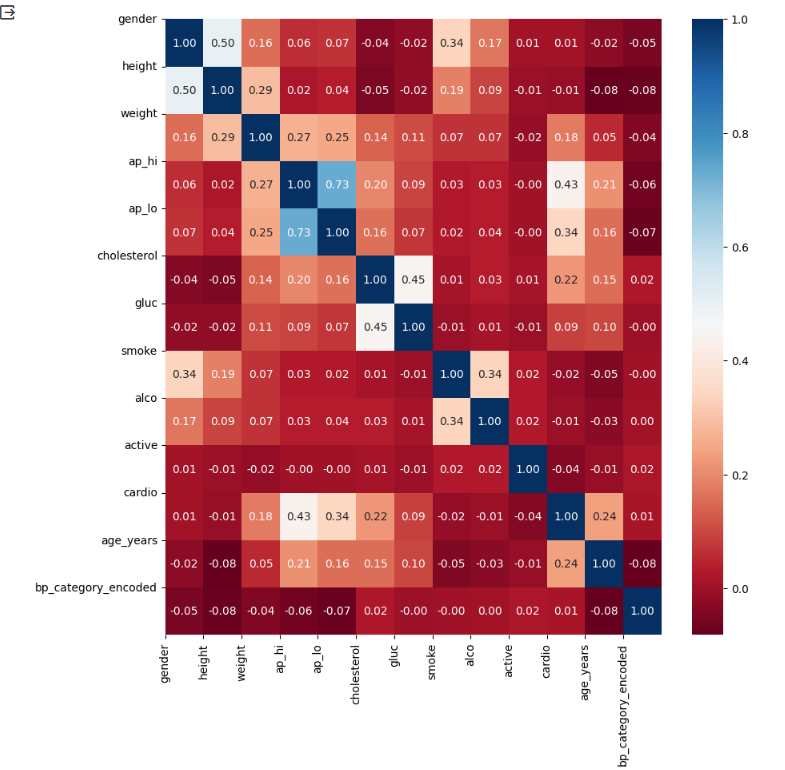 gender
1.00 0.50 0.16 0.06 0.07 -0.04 -0.02 0.34 0.17 0.01 0.01 -0.02 -0.05
height
0.50 1.00 0.29 0.02 0.04 -0.05 -0.02 0.19 0.09 -0.01 -0.01 -0.08 -0.08
weight
0.16 0.29 1.00 0.27 0.25 0.14 0.11 0.07 0.07 -0.02 0.18 0.05 -0.04
ap_hi
0.06 0.02 0.27 1.00 0.73 0.20 0.09 0.03 0.03 -0.00 0.43 0.21 -0.06
ap_lo
0.07 0.04 0.25 0.73 1.00 0.16 0.07 0.02 0.04 -0.00 0.34 0.16 -0.07
cholesterol
-0.04 -0.05 0.14 0.20 0.16 1.00 0.45 0.01 0.03 0.01 0.22 0.15 0.02
gluc
-0.02 -0.02 0.11 0.09 0.07 0.45 1.00 -0.01 0.01 -0.01 0.09 0.10 -0.00
smoke
0.34 0.19 0.07 0.03 0.02 0.01 -0.01 1.00 0.34 0.02 -0.02 -0.05 -0.00
alco
0.17 0.09 0.07 0.03 0.04 0.03 0.01 0.34 1.00 0.02 -0.01 -0.03 0.00
active
0.01 -0.01 -0.02 -0.00 -0.00 0.01 -0.01 0.02 0.02 1.00 -0.04 -0.01 0.02
cardio
0.01 -0.01 0.18 0.43 0.34 0.22 0.09 -0.02 -0.01 -0.04 1.00 0.24 0.01
age_years
-0.02 -0.08 0.05 0.21 0.16 0.15 0.10 -0.05 -0.03 -0.01 0.24 1.00 -0.08
bp_category_encoded
-0.05 -0.08 -0.04 -0.06 -0.07 0.02 -0.00 -0.00 0.00 0.02 0.01 -0.08 1.00
gender
height
weight
ap_hi
ap_lo
cholesterol
gluc
smoke
alco
active
cardio
age_years
bp_category_encoded
1.0
0.8
0.6
0.4
0.2
0.0